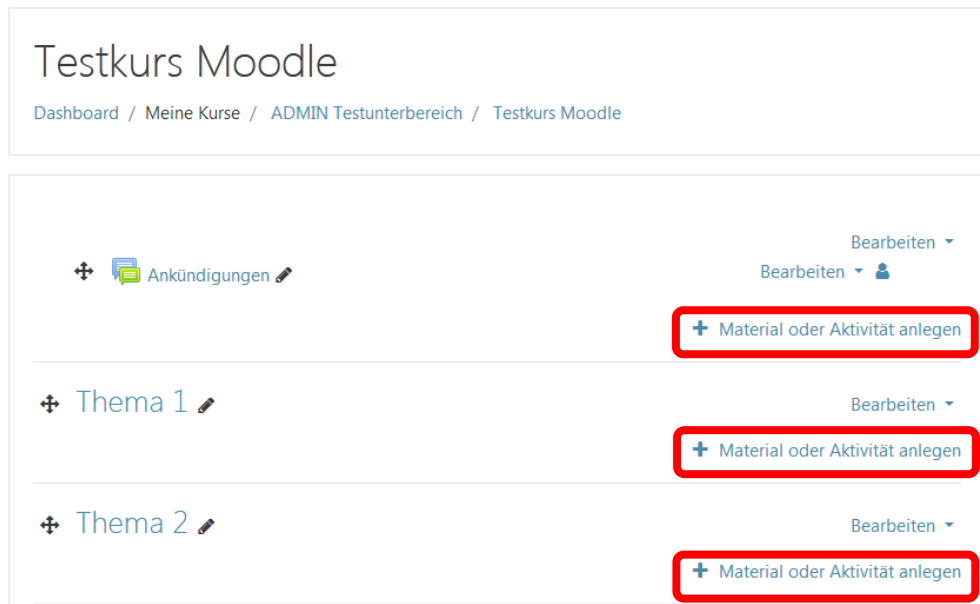 Testkurs Moodle
Dashboard / Meine Kurse / ADMIN Testunterbereich / Testkurs Moodle
Bearbeiten
Ankündigungen
Bearbeiten
Material oder Aktivität anlegen
Thema 1
Bearbeiten
Material oder Aktivität anlegen
Thema 2
Bearbeiten
Material oder Aktivität anlegen